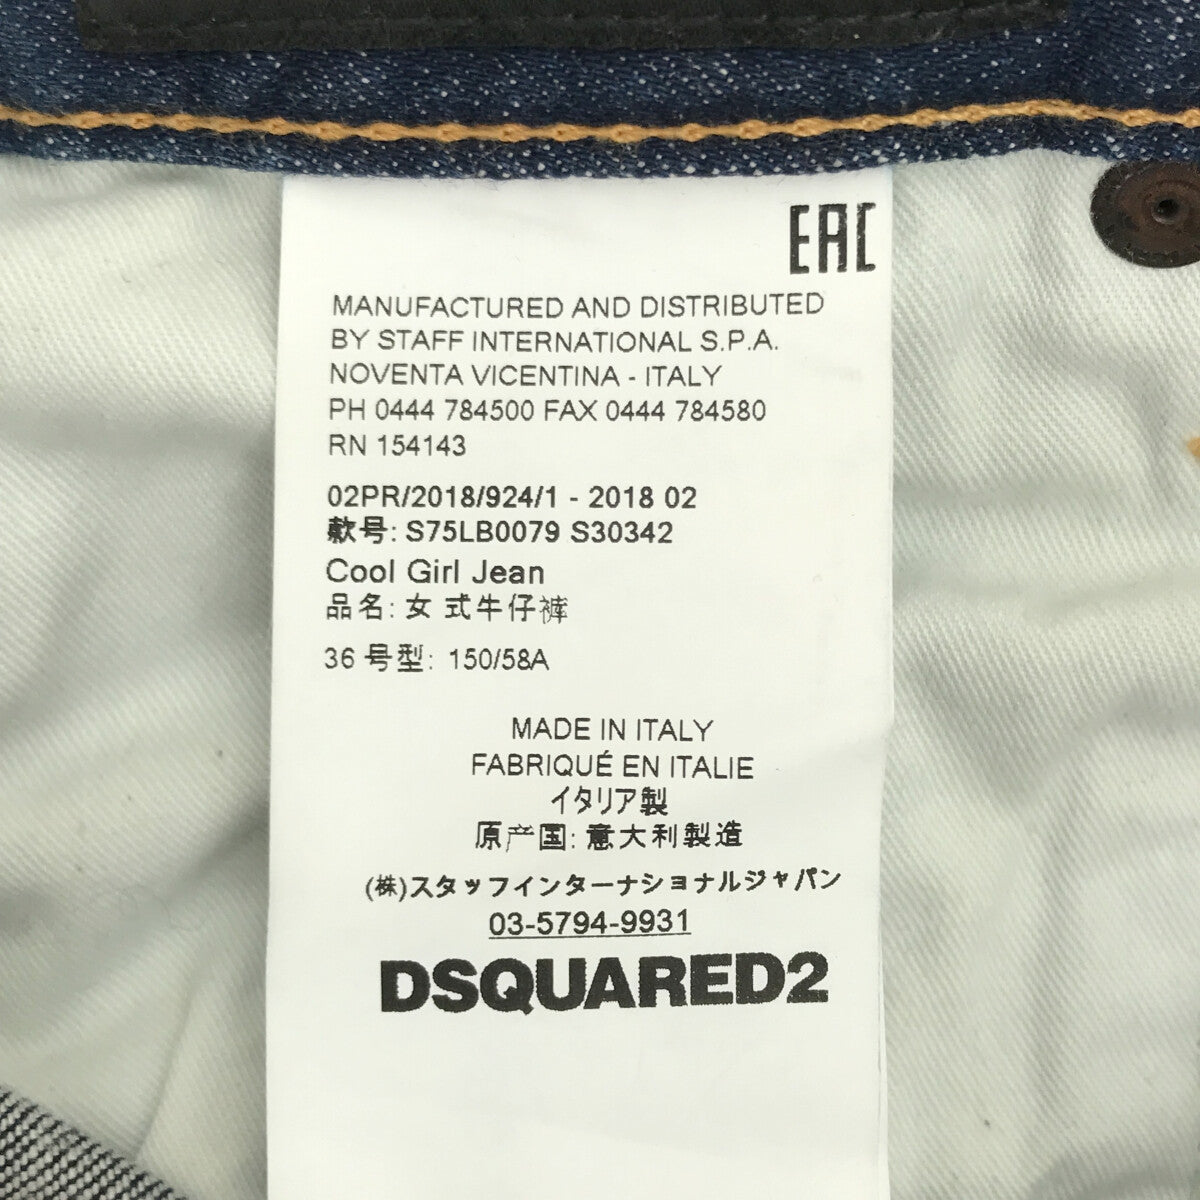 EAC
MANUFACTURED AND DISTRIBUTED
BY STAFF INTERNATIONAL S.P.A.
NOVENTA VICENTINA - ITALY
PH 0444 784500 FAX 0444 784580
RN 154143
02PR/2018/924/1 - 2018 02
款号: S75LB0079 S30342
Cool Girl Jean
品名: 女 式牛仔裤
36 号型: 150/58A
MADE IN ITALY
FABRIQUÉ EN ITALIE
イタリア製
原产国: 意大利製造
(株)スタッフインターナショナルジャパン
03-5794-9931
DSQUARED2